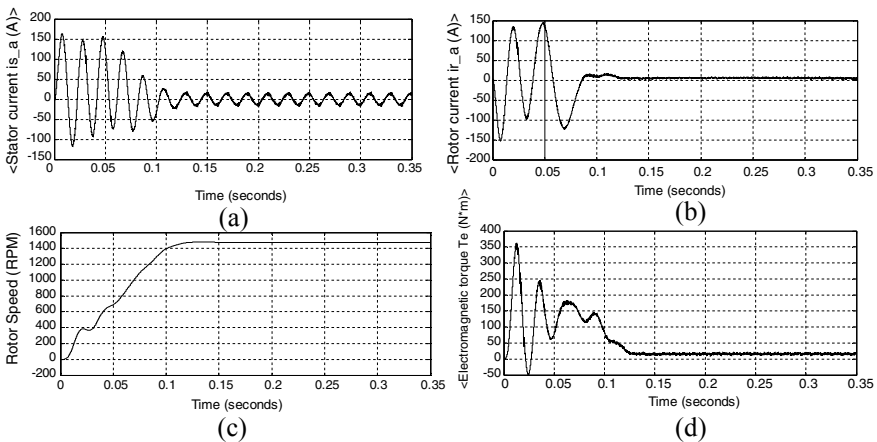 <Stator current is_a (A)>
200
150
100
50
0
-50
-100
-150
0 0.05 0.1 0.15 0.2 0.25 0.3 0.35
Time (seconds)
(a)
<Rotor current ir_a (A)>
150
100
50
0
-50
-100
-150
-200
0 0.05 0.1 0.15 0.2 0.25 0.3 0.35
Time (seconds)
(b)
Rotor Speed (RPM)
1600
1400
1200
1000
800
600
400
200
0
-200
0 0.05 0.1 0.15 0.2 0.25 0.3 0.35
Time (seconds)
(c)
<Electromagnetic torque Te (N*m)>
400
350
300
250
200
150
100
50
0
-50
0 0.05 0.1 0.15 0.2 0.25 0.3 0.35
Time (seconds)
(d)